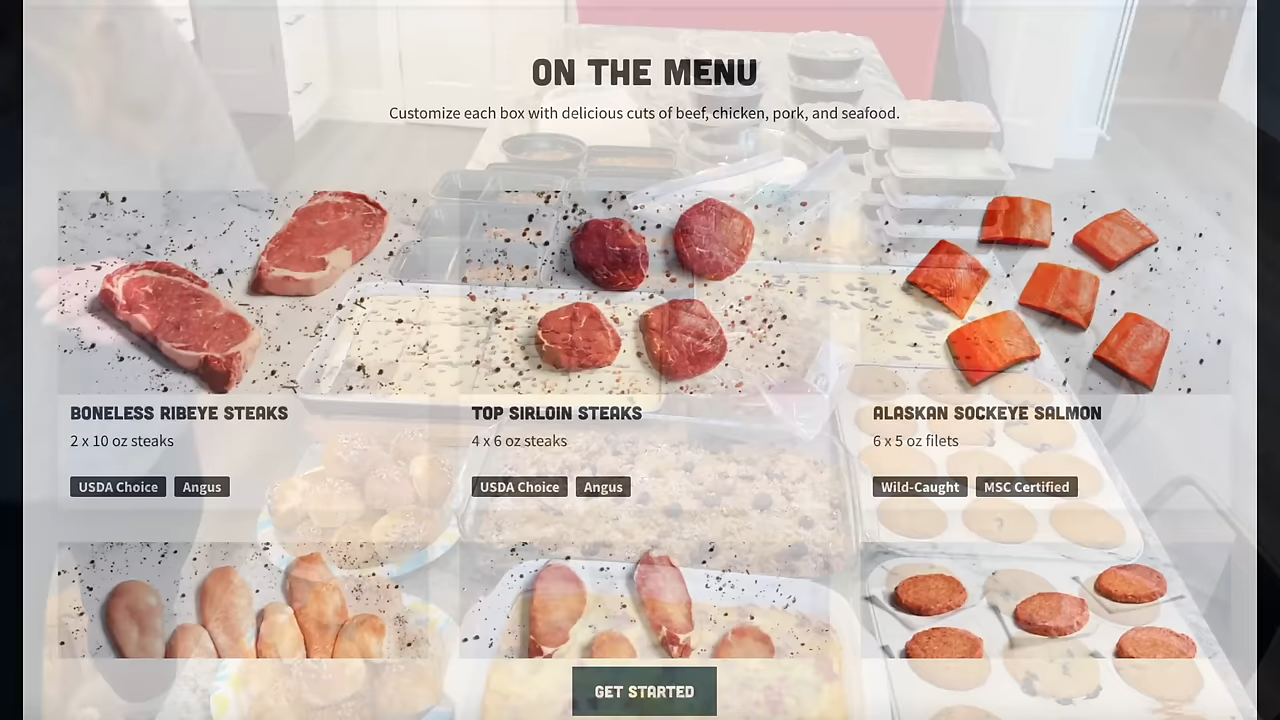 ON THE MENU
Customize each box with delicious cuts of beef, chicken, pork, and seafood.
BONELESS RIBEYE STEAKS
2 x 10 oz steaks
USDA Choice Angus
TOP SIRLOIN STEAKS
4 x 6 oz steaks
USDA Choice Angus
ALASKAN SOCKEYE SALMON
6 x 5 oz filets
Wild-Caught MSC Certified
GET STARTED